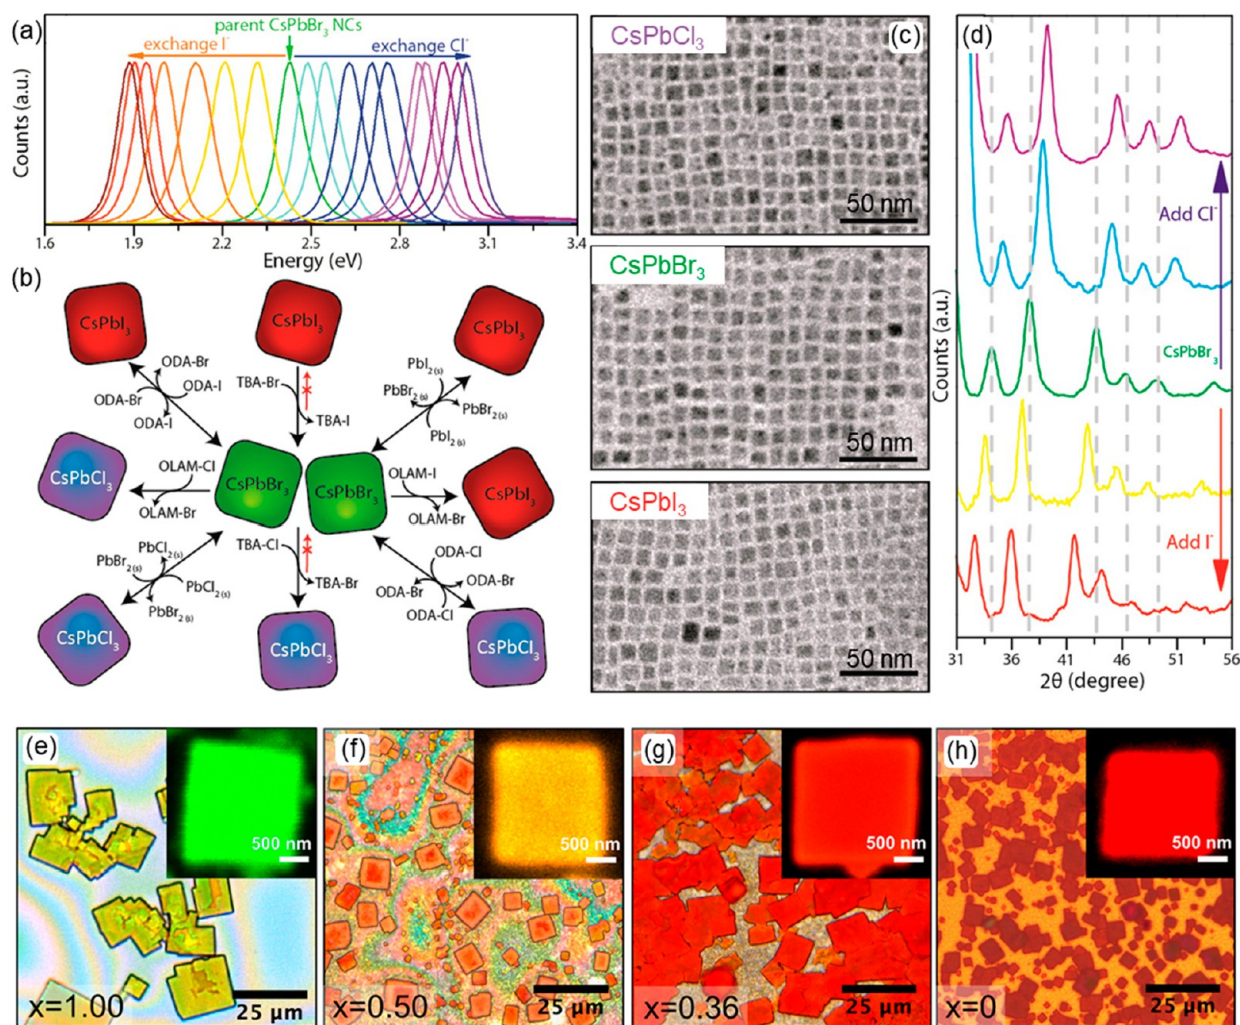 (a)
parent CsPbBr3 NCs
exchange I-
exchange Cl-
Counts (a.u.)
1.6 1.9 2.2 2.5 2.8 3.1 3.4
Energy (eV)
(b)
CsPbI3
CsPbI3
CsPbI3
ODA-Br
ODA-I
ODA-Br
ODA-I
TBA-Br
TBA-I
PbI2(s)
PbBr2(s)
PbBr2(s)
PbI2(s)
CsPbCl3
OLAM-Cl
OLAM-Br
CsPbBr3
CsPbBr3
OLAM-I
OLAM-Br
CsPbI3
PbCl2(s)
PbBr2(s)
PbCl2(s)
PbBr2(s)
TBA-Cl
TBA-Br
ODA-Cl
ODA-Br
ODA-Br
ODA-Cl
CsPbCl3
CsPbCl3
CsPbCl3
(c)
CsPbCl3
50 nm
CsPbBr3
50 nm
CsPbI3
50 nm
(d)
Add Cl-
CsPbBr3
Add I-
Counts (a.u.)
31 36 41 46 51 56
2θ (degree)
(e)
500 nm
x=1.00
25 µm
(f)
500 nm
x=0.50
25 µm
(g)
500 nm
x=0.36
25 µm
(h)
500 nm
x=0
25 µm